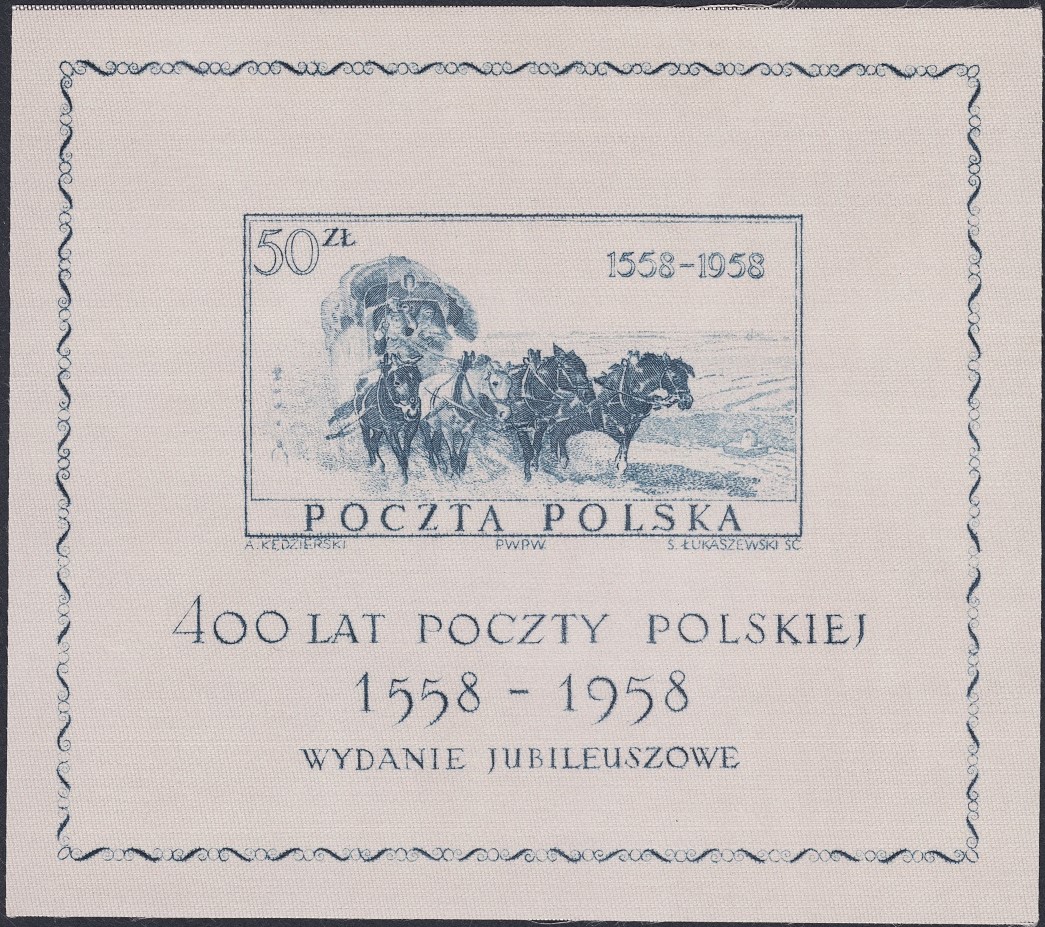 50 ZŁ
1558-1958
POCZTA POLSKA
A. KĘDZIERSKI PWPW. S. ŁUKASZEWSKI SC.
400 LAT POCZTY POLSKIEJ
1558 - 1958
WYDANIE JUBILEUSZOWE